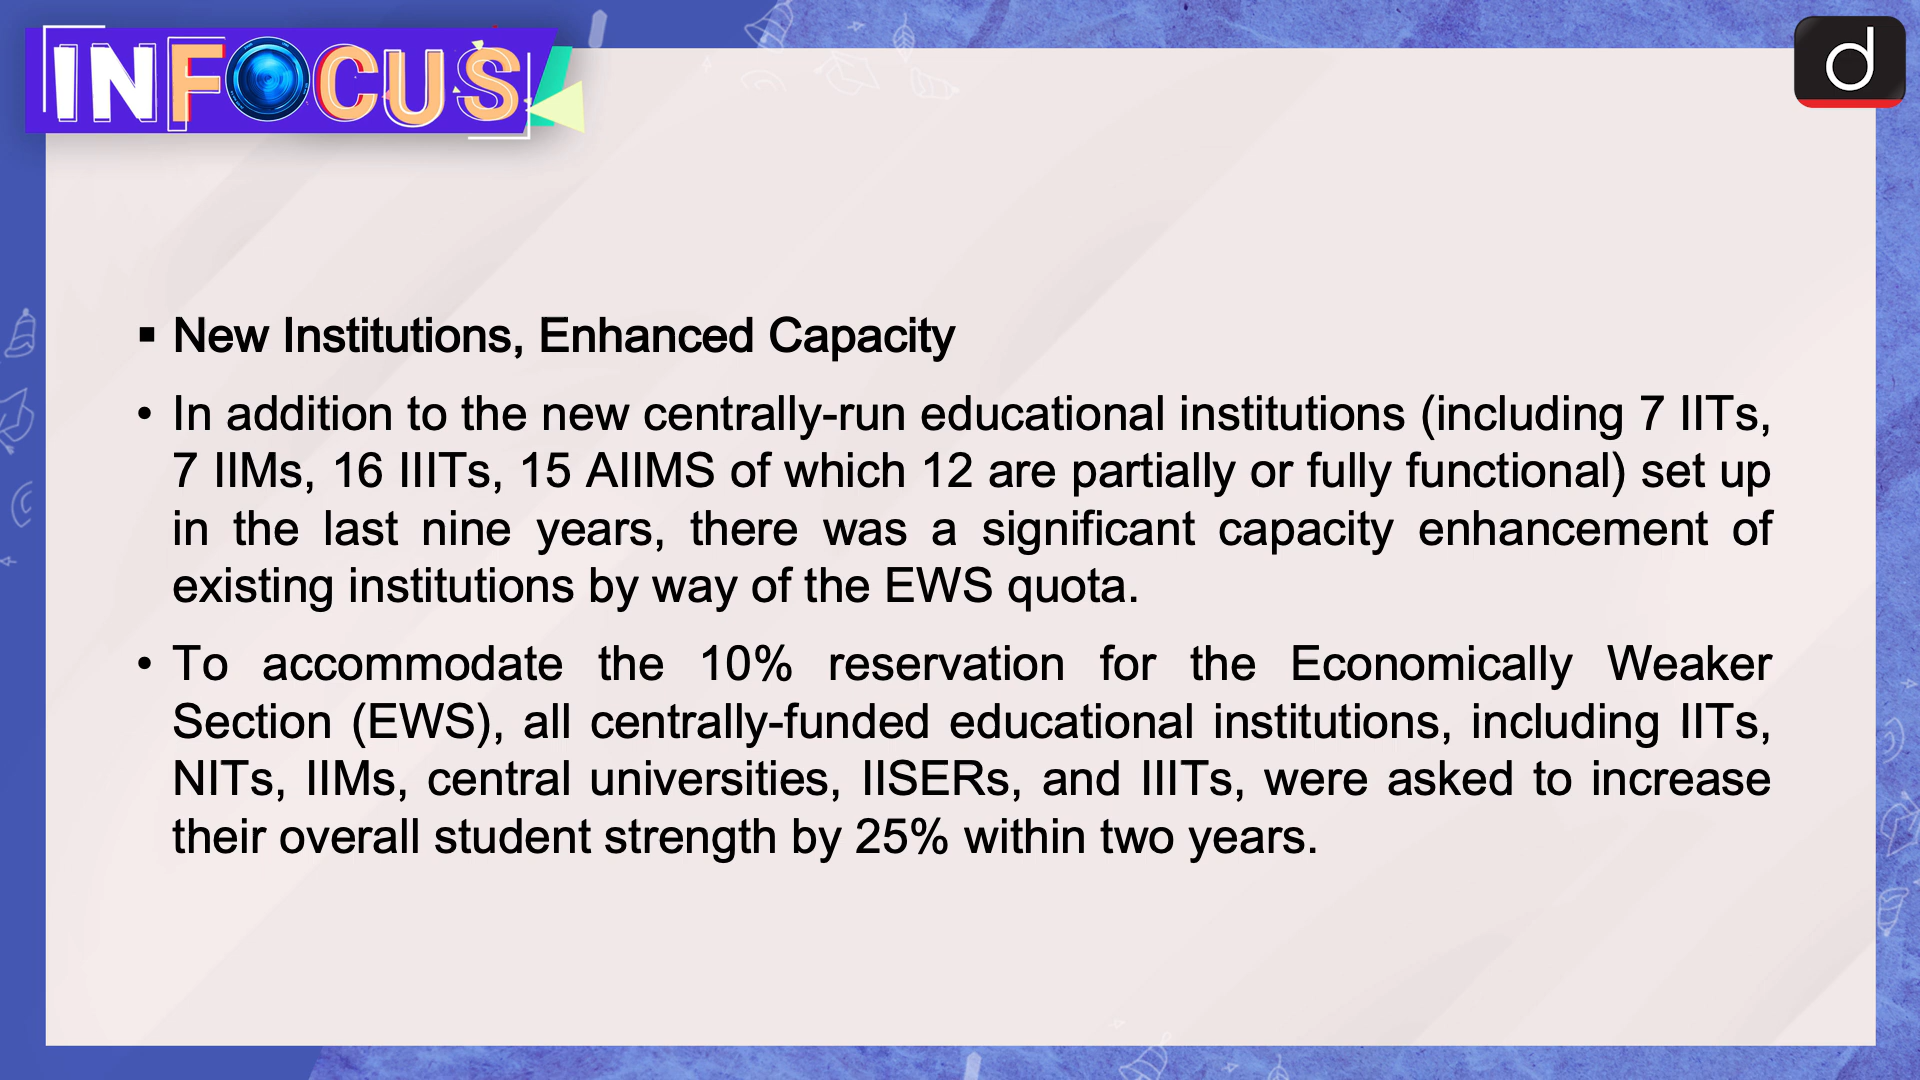 INFOCUS
d
▪ New Institutions, Enhanced Capacity
• In addition to the new centrally-run educational institutions (including 7 IITs,
7 IIMs, 16 IIITs, 15 AIIMS of which 12 are partially or fully functional) set up
in the last nine years, there was a significant capacity enhancement of
existing institutions by way of the EWS quota.
• To accommodate the 10% reservation for the Economically Weaker
Section (EWS), all centrally-funded educational institutions, including IITs,
NITs, IIMs, central universities, IISERs, and IIITs, were asked to increase
their overall student strength by 25% within two years.